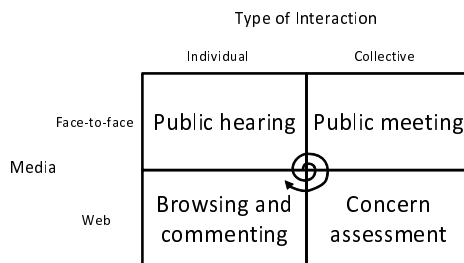 Type of Interaction
Individual Collective
Face-to-face Public hearing Public meeting
Media
Web
Browsing and
commenting
Concern
assessment